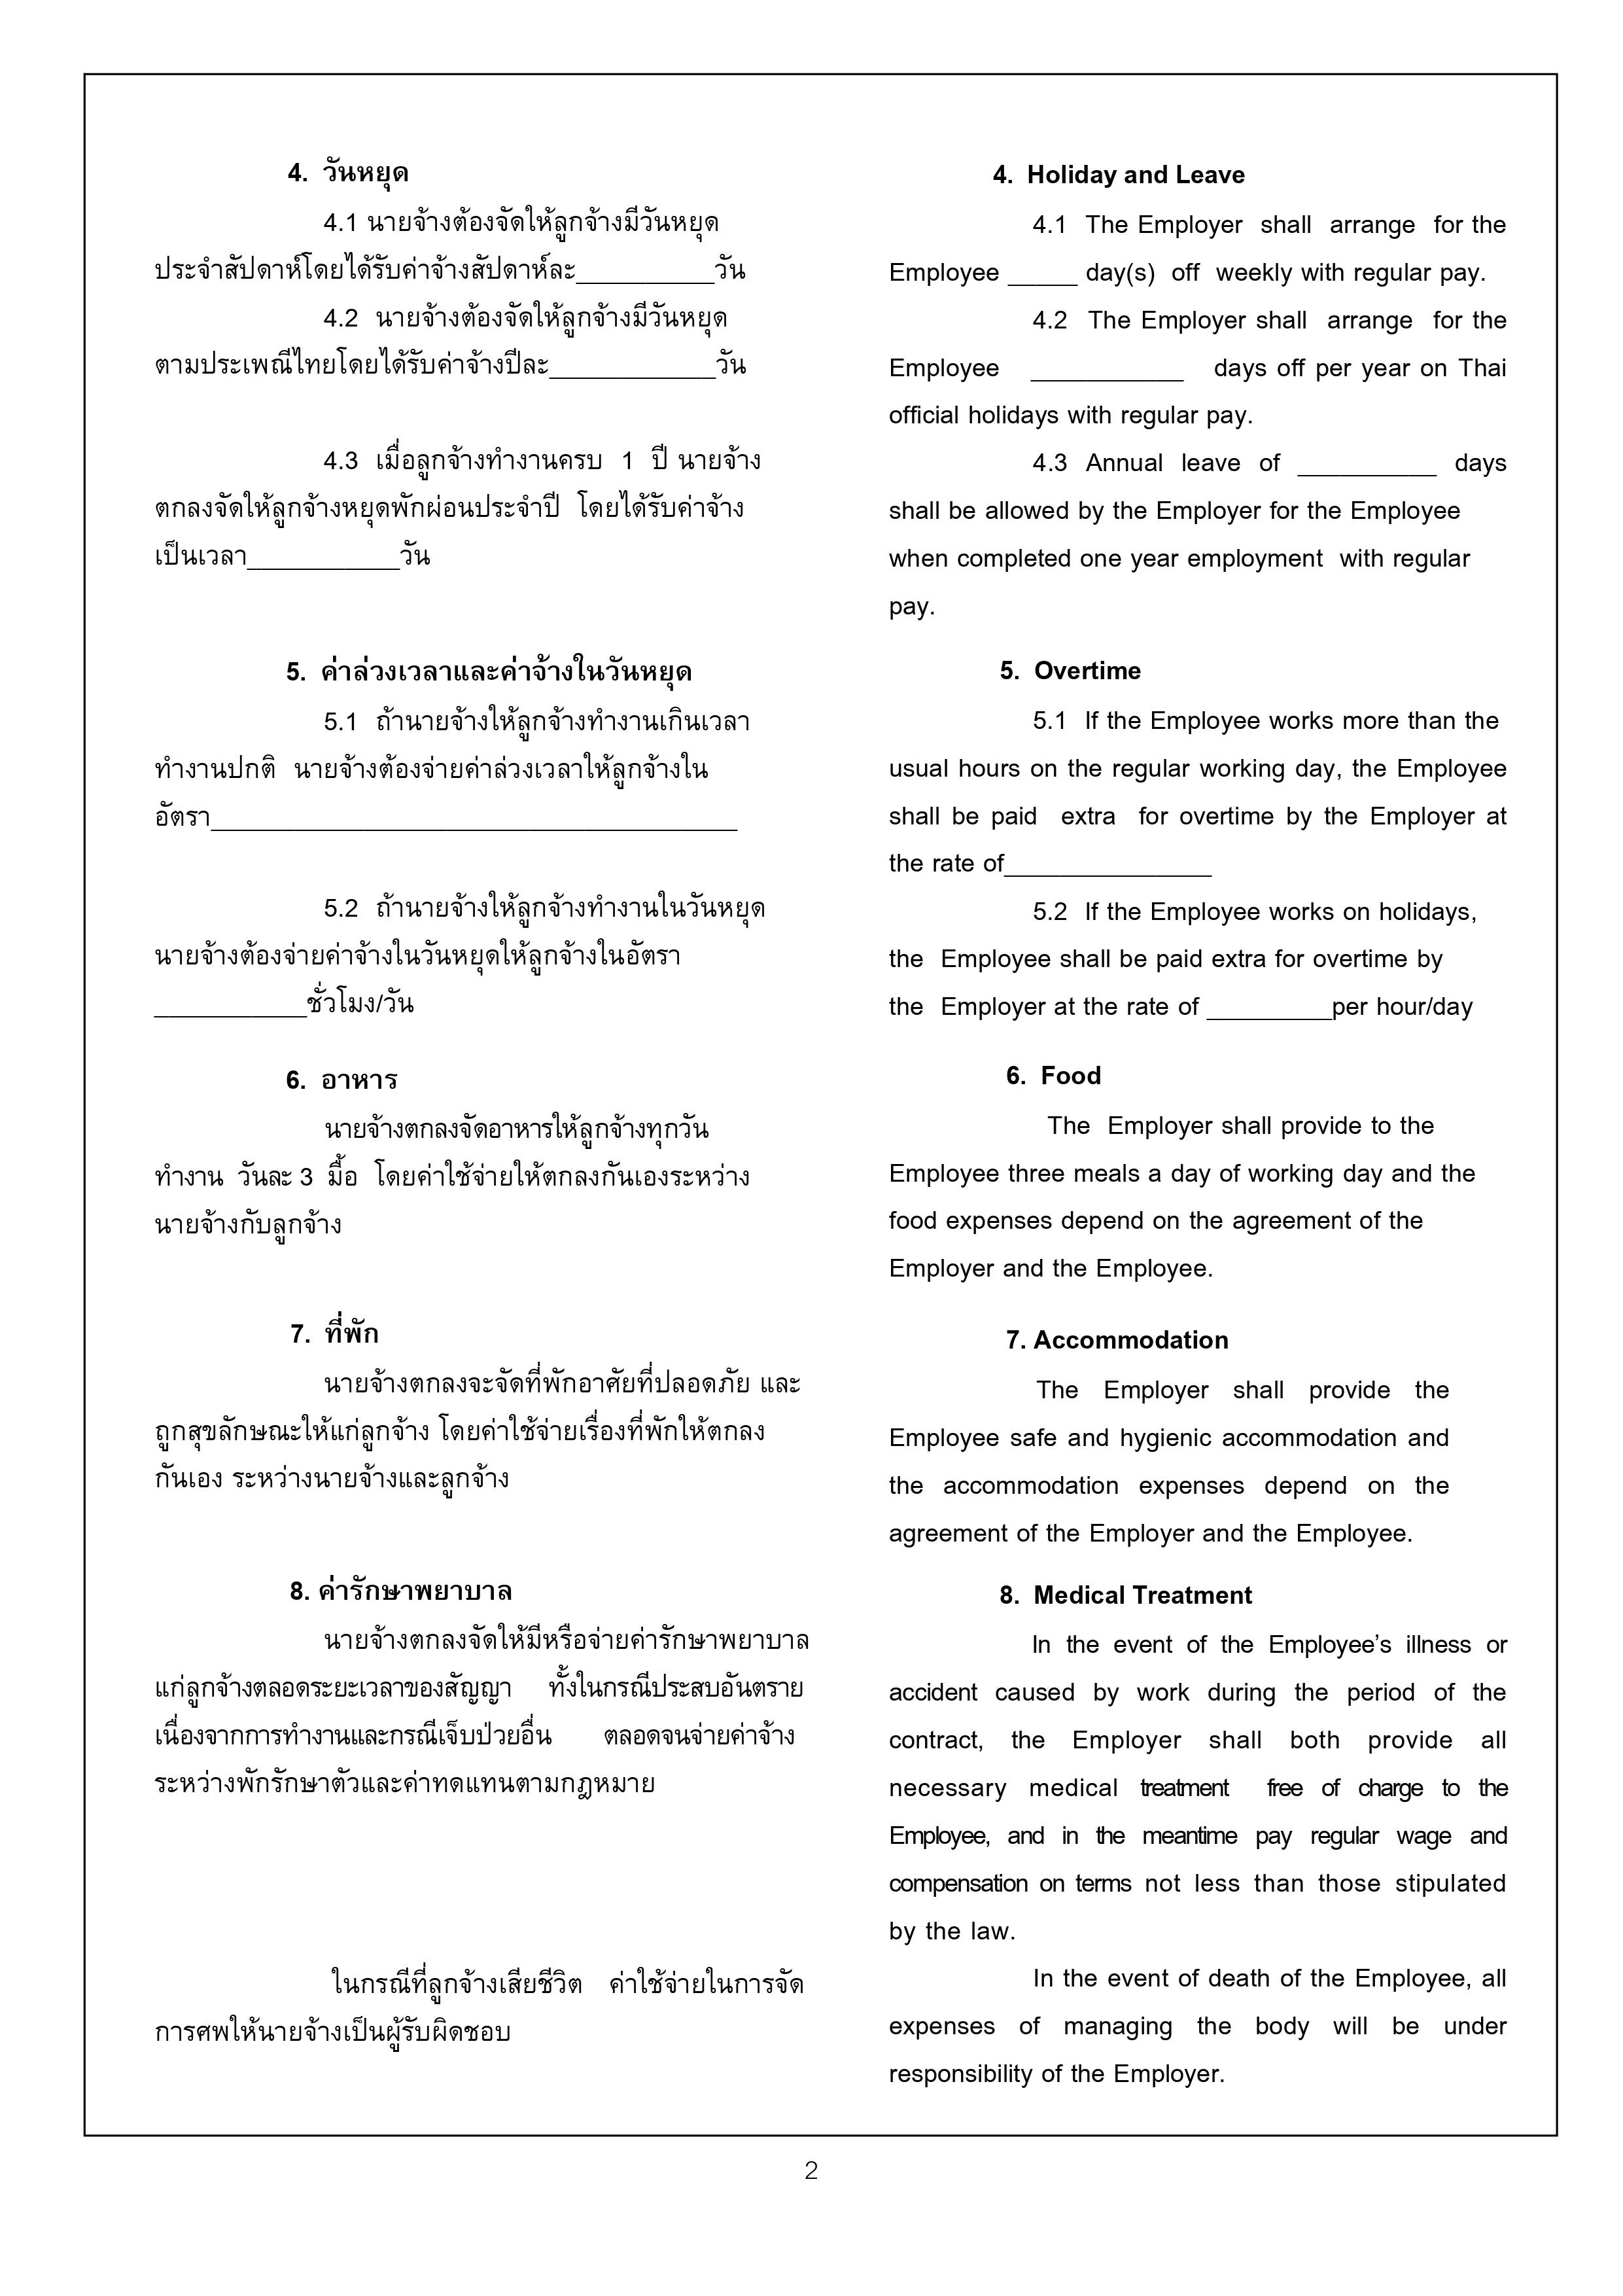 4. วันหยุด
4.1 นายจ้างต้องจัดให้ลูกจ้างมีวันหยุด
ประจำสัปดาห์โดยได้รับค่าจ้างสัปดาห์ละ__________วัน
4.2 นายจ้างต้องจัดให้ลูกจ้างมีวันหยุด
ตามประเพณีไทยโดยได้รับค่าจ้างปีละ____________วัน
4.3 เมื่อลูกจ้างทำงานครบ 1 ปี นายจ้าง
ตกลงจัดให้ลูกจ้างหยุดพักผ่อนประจำปี โดยได้รับค่าจ้าง
เป็นเวลา___________วัน
5. ค่าล่วงเวลาและค่าจ้างในวันหยุด
5.1 ถ้านายจ้างให้ลูกจ้างทำงานเกินเวลา
ทำงานปกติ นายจ้างต้องจ่ายค่าล่วงเวลาให้ลูกจ้างใน
อัตรา______________________________________
5.2 ถ้านายจ้างให้ลูกจ้างทำงานในวันหยุด
นายจ้างต้องจ่ายค่าจ้างในวันหยุดให้ลูกจ้างในอัตรา
___________ชั่วโมง/วัน
6. อาหาร
นายจ้างตกลงจัดอาหารให้ลูกจ้างทุกวัน
ทำงาน วันละ 3 มื้อ โดยค่าใช้จ่ายให้ตกลงกันเองระหว่าง
นายจ้างกับลูกจ้าง
7. ที่พัก
นายจ้างตกลงจะจัดที่พักอาศัยที่ปลอดภัย และ
ถูกสุขลักษณะให้แก่ลูกจ้าง โดยค่าใช้จ่ายเรื่องที่พักให้ตกลง
กันเอง ระหว่างนายจ้างและลูกจ้าง
8. ค่ารักษาพยาบาล
นายจ้างตกลงจัดให้มีหรือจ่ายค่ารักษาพยาบาล
แก่ลูกจ้างตลอดระยะเวลาของสัญญา ทั้งในกรณีประสบอันตราย
เนื่องจากการทำงานและกรณีเจ็บป่วยอื่น ตลอดจนจ่ายค่าจ้าง
ระหว่างพักรักษาตัวและค่าทดแทนตามกฎหมาย
ในกรณีที่ลูกจ้างเสียชีวิต ค่าใช้จ่ายในการจัด
การศพให้นายจ้างเป็นผู้รับผิดชอบ
4. Holiday and Leave
4.1 The Employer shall arrange for the
Employee _____ day(s) off weekly with regular pay.
4.2 The Employer shall arrange for the
Employee ___________ days off per year on Thai
official holidays with regular pay.
4.3 Annual leave of __________ days
shall be allowed by the Employer for the Employee
when completed one year employment with regular
pay.
5. Overtime
5.1 If the Employee works more than the
usual hours on the regular working day, the Employee
shall be paid extra for overtime by the Employer at
the rate of_______________
5.2 If the Employee works on holidays,
the Employee shall be paid extra for overtime by
the Employer at the rate of _________per hour/day
6. Food
The Employer shall provide to the
Employee three meals a day of working day and the
food expenses depend on the agreement of the
Employer and the Employee.
7. Accommodation
The Employer shall provide the
Employee safe and hygienic accommodation and
the accommodation expenses depend on the
agreement of the Employer and the Employee.
8. Medical Treatment
In the event of the Employee’s illness or
accident caused by work during the period of the
contract, the Employer shall both provide all
necessary medical treatment free of charge to the
Employee, and in the meantime pay regular wage and
compensation on terms not less than those stipulated
by the law.
In the event of death of the Employee, all
expenses of managing the body will be under
responsibility of the Employer.
2